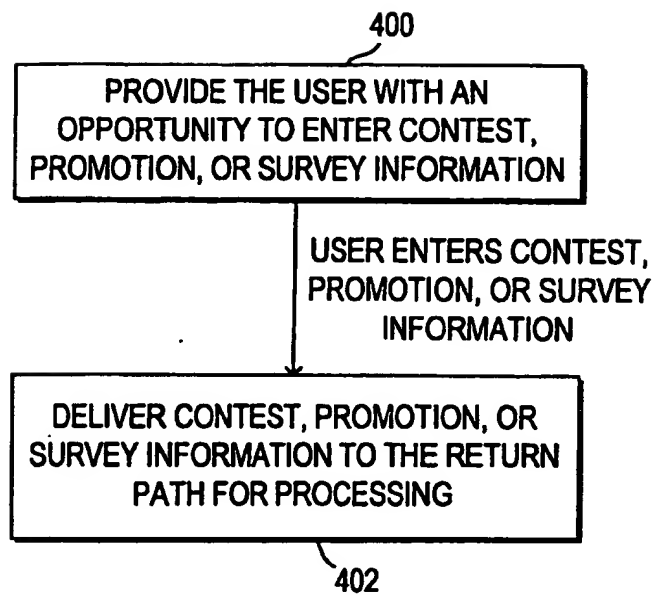 400
PROVIDE THE USER WITH AN
OPPORTUNITY TO ENTER CONTEST,
PROMOTION, OR SURVEY INFORMATION
USER ENTERS CONTEST,
PROMOTION, OR SURVEY
INFORMATION
DELIVER CONTEST, PROMOTION, OR
SURVEY INFORMATION TO THE RETURN
PATH FOR PROCESSING
402